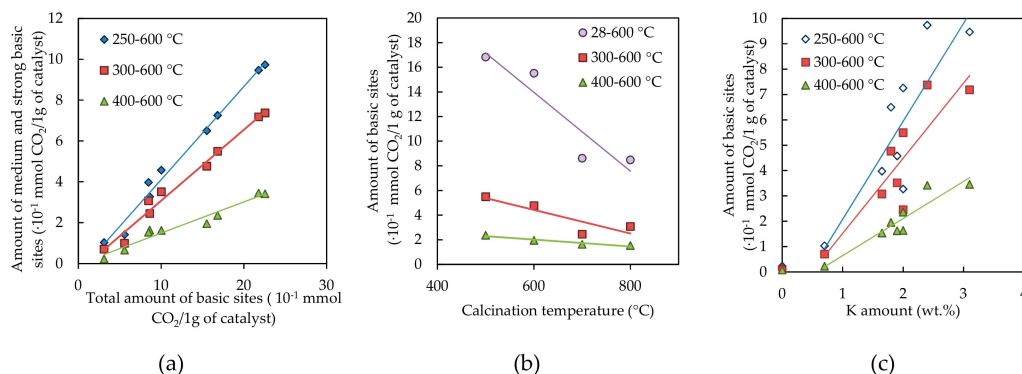 Amount of medium and strong basic
sites (·10-1 mmol CO2/1g of catalyst)
12
10
8
6
4
2
0
250-600 °C
300-600 °C
400-600 °C
0
10
20
30
Total amount of basic sites ( 10-1 mmol
CO2/1g of catalyst)
(a)
Amount of basic sites
(·10-1 mmol CO2/1 g of catalyst)
20
18
16
14
12
10
8
6
4
2
0
28-600 °C
300-600 °C
400-600 °C
400
600
800
Calcination temperature (°C)
(b)
Amount of basic sites
(·10-1 mmol CO2/1 g of catalyst)
10
9
8
7
6
5
4
3
2
1
0
250-600 °C
300-600 °C
400-600 °C
0
1
2
3
4
K amount (wt.%)
(c)